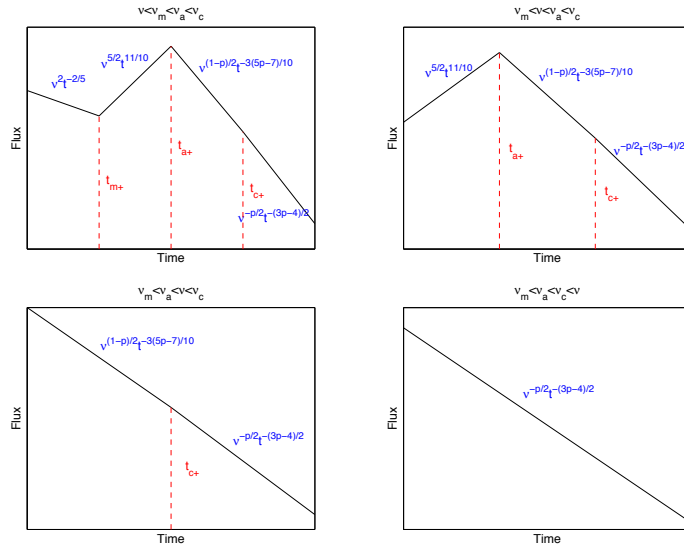 ν<ν_m<ν_a<ν_c
Flux
ν^2t^−2/5
ν^5/2t^11/10
ν^(1−p)/2t^−3(5p−7)/10
ν^−p/2t^−(3p−4)/2
t_m+
t_a+
t_c+
Time
ν_m<ν<ν_a<ν_c
Flux
ν^5/2t^11/10
ν^(1−p)/2t^−3(5p−7)/10
ν^−p/2t^−(3p−4)/2
t_a+
t_c+
Time
ν_m<ν_a<ν<ν_c
Flux
ν^(1−p)/2t^−3(5p−7)/10
ν^−p/2t^−(3p−4)/2
t_c+
Time
ν_m<ν_a<ν_c<ν
Flux
ν^−p/2t^−(3p−4)/2
Time